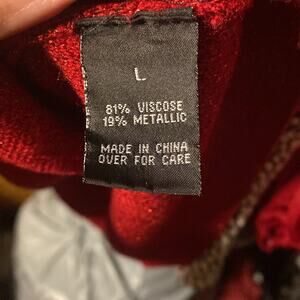 L
81% VISCOSE
19% METALLIC
MADE IN CHINA
OVER FOR CARE